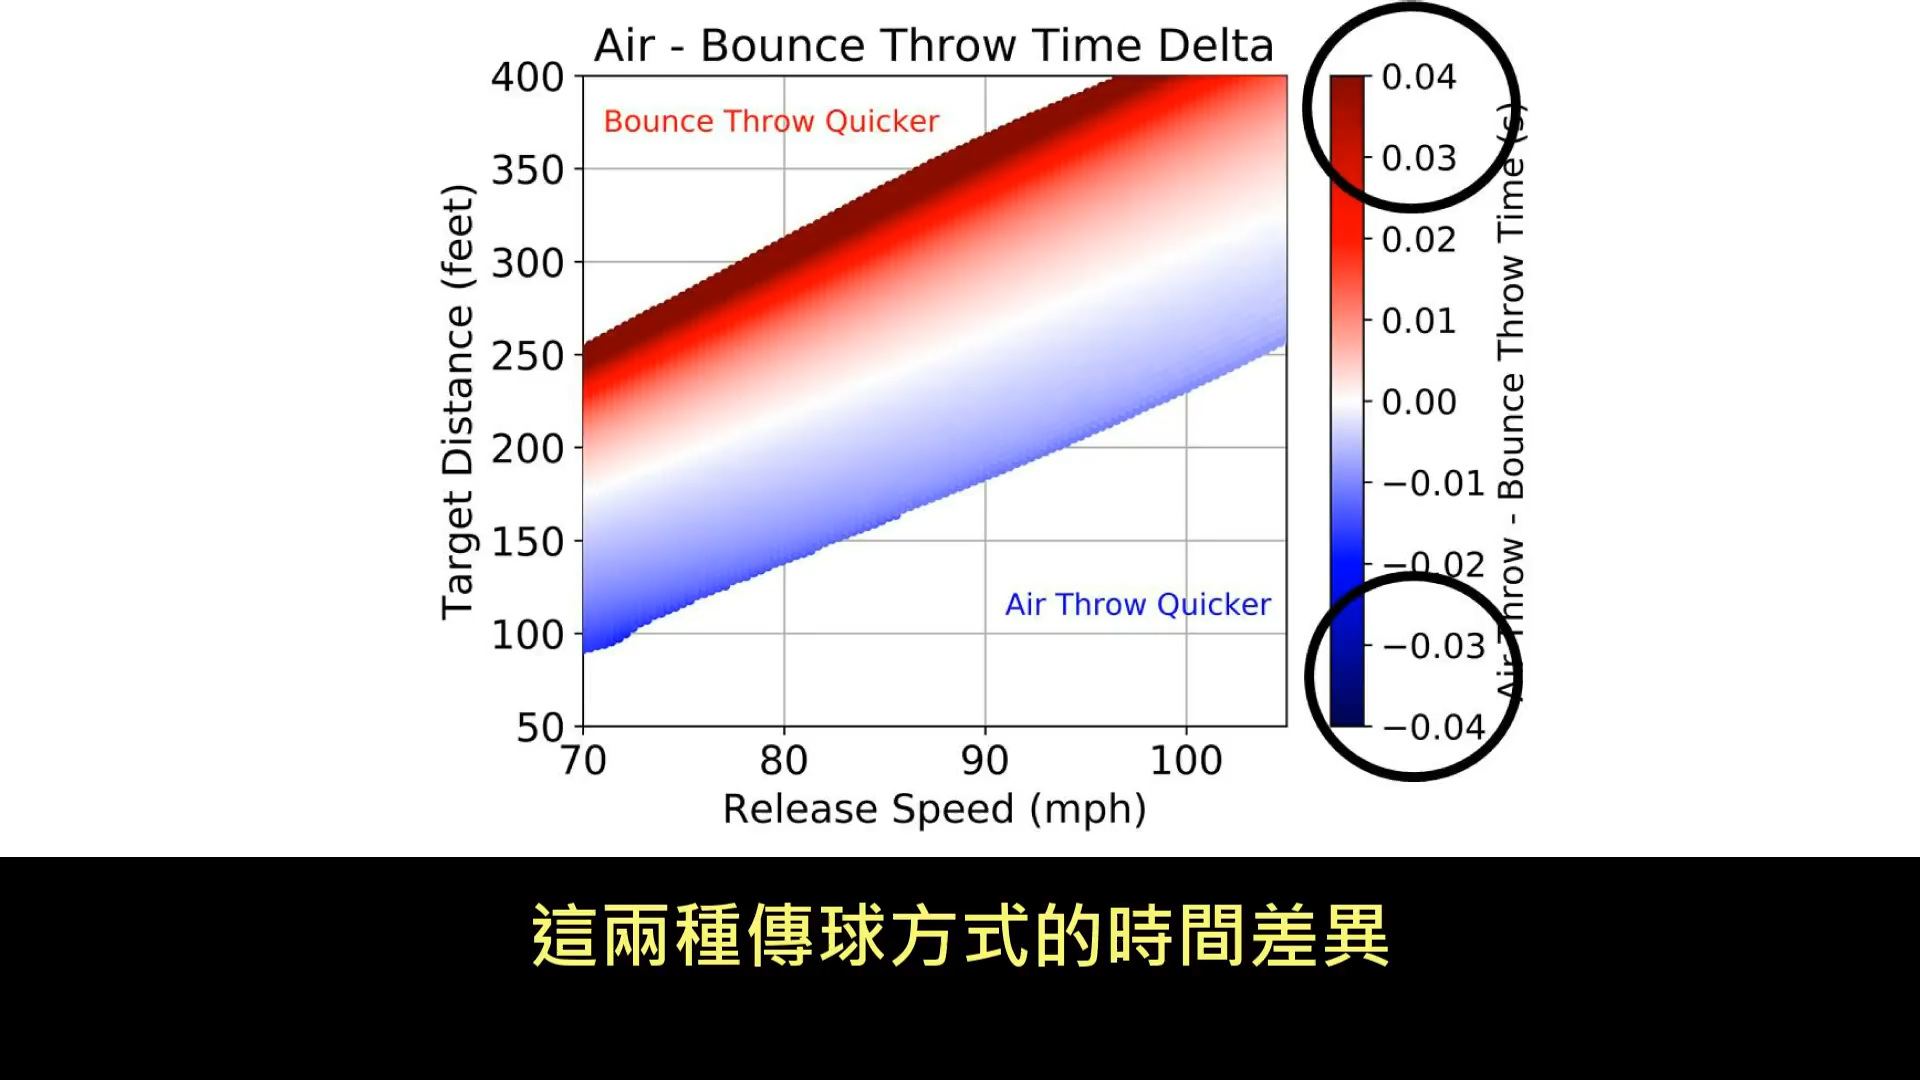 Air - Bounce Throw Time Delta
400
350
300
250
200
150
100
50
Target Distance (feet)
Bounce Throw Quicker
Air Throw Quicker
70 80 90 100
Release Speed (mph)
0.04
0.03
0.02
0.01
0.00
−0.01
−0.02
−0.03
−0.04
Air Throw - Bounce Throw Time (s)
這兩種傳球方式的時間差異